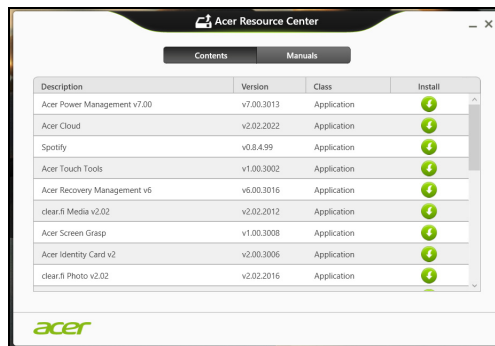 Acer Resource Center
Contents Manuals
Description Version Class Install
Acer Power Management v7.00 v7.00.3013 Application
Acer Cloud v2.02.2022 Application
Spotify v0.8.4.99 Application
Acer Touch Tools v1.00.3002 Application
Acer Recovery Management v6 v6.00.3016 Application
clear.fi Media v2.02 v2.02.2012 Application
Acer Screen Grasp v1.00.3008 Application
Acer Identity Card v2 v2.00.3006 Application
clear.fi Photo v2.02 v2.02.2016 Application
acer